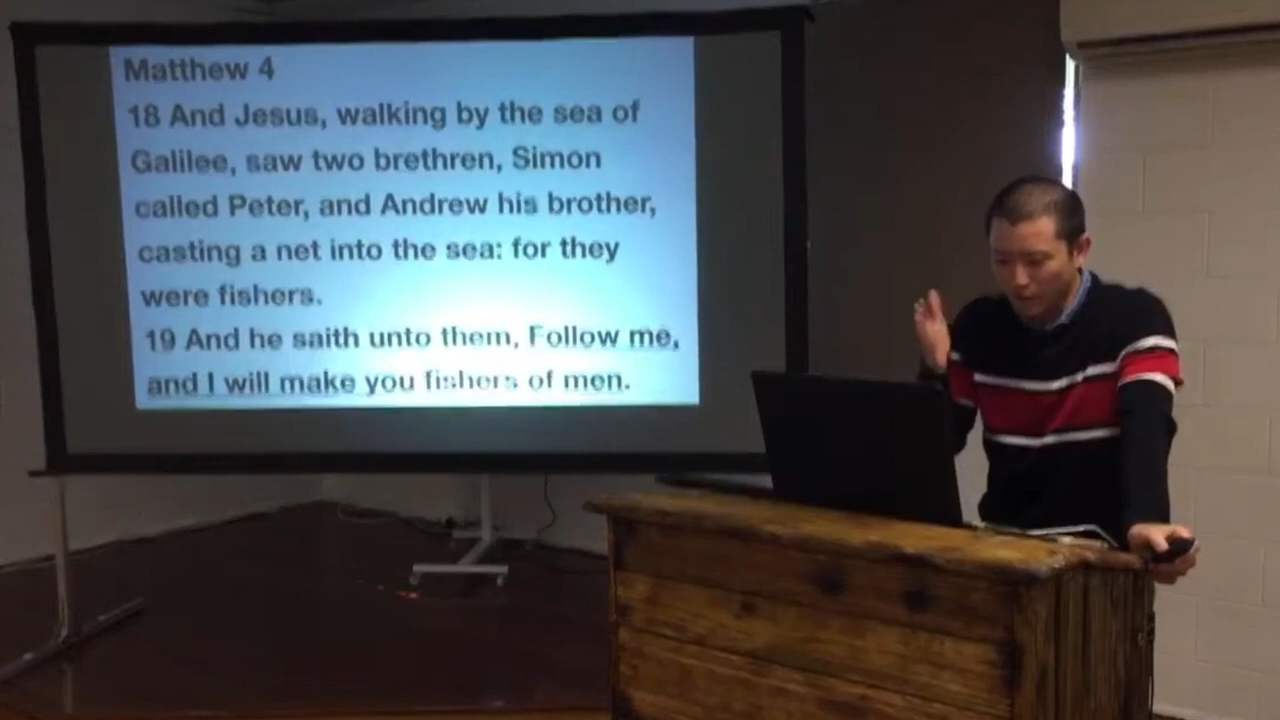 Matthew 4
18 And Jesus, walking by the sea of
Galilee, saw two brethren, Simon
called Peter, and Andrew his brother,
casting a net into the sea: for they
were fishers.
19 And he saith unto them, Follow me,
and I will make you fishers of men.